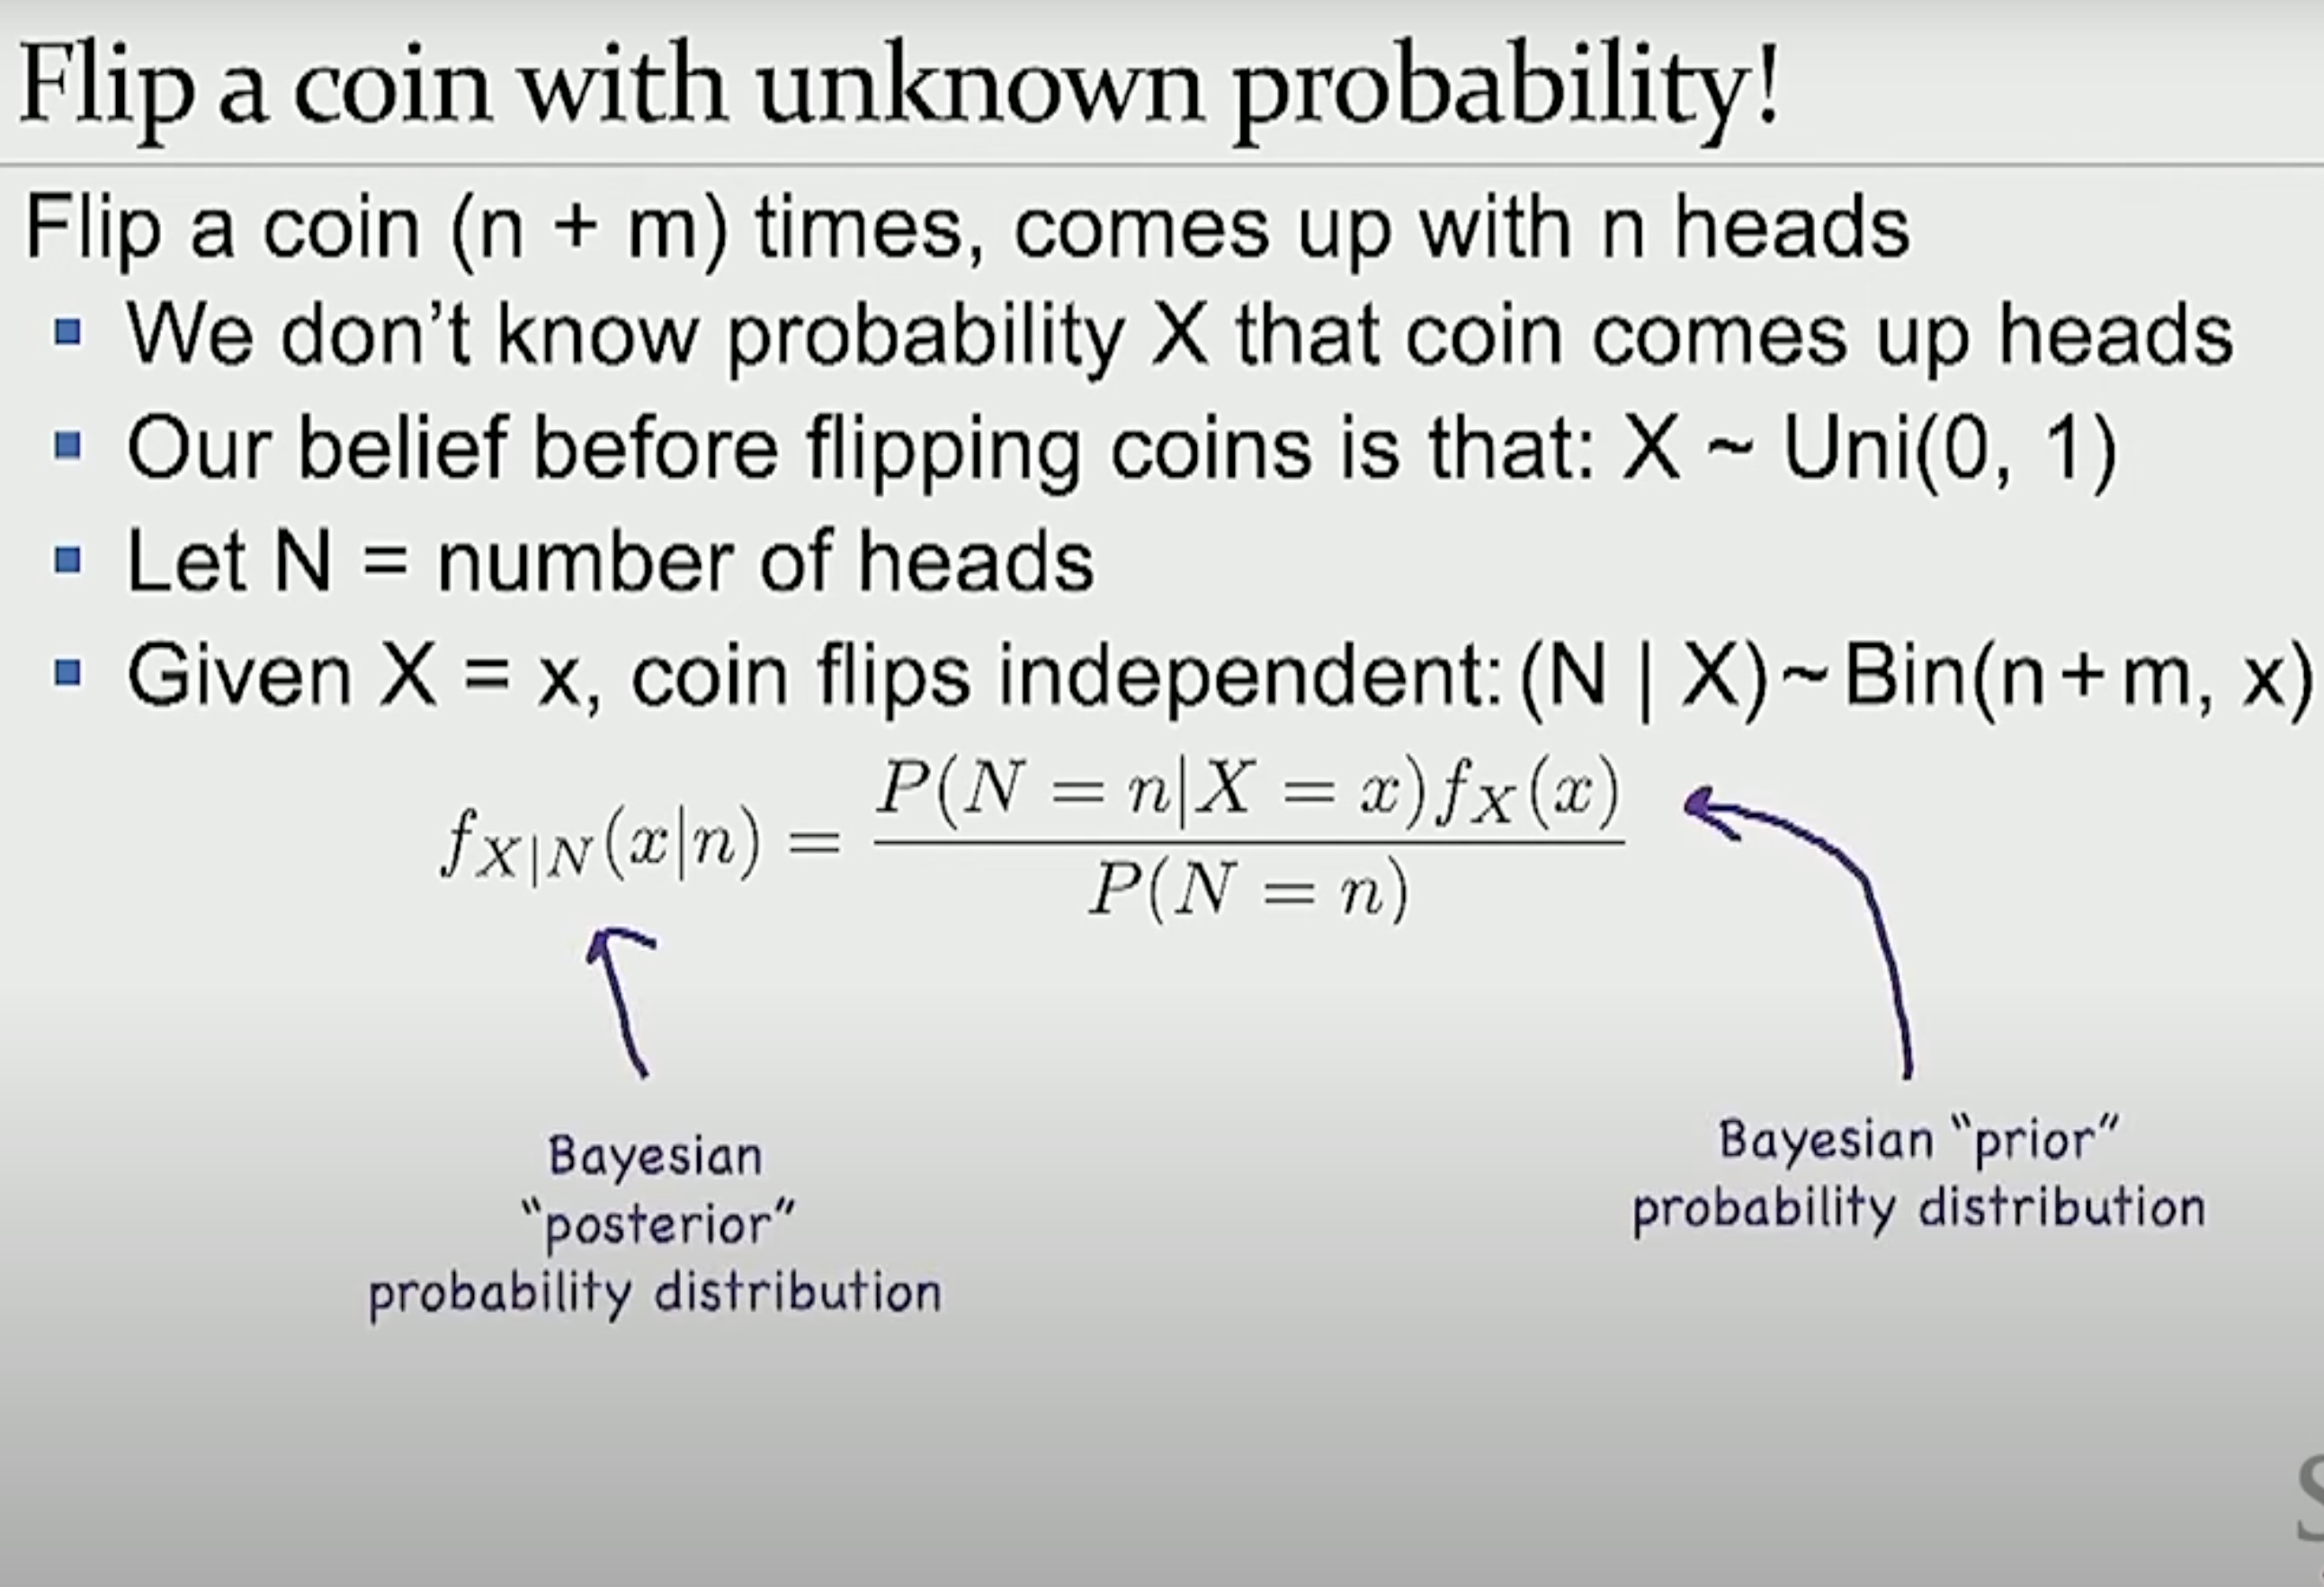 Flip a coin with unknown probability!
Flip a coin (n + m) times, comes up with n heads
▪ We don’t know probability X that coin comes up heads
▪ Our belief before flipping coins is that: X ~ Uni(0, 1)
▪ Let N = number of heads
▪ Given X = x, coin flips independent: (N | X) ~ Bin(n + m, x)
f_{X|N}(x|n) = \frac{P(N = n|X = x) f_X(x)}{P(N = n)}
Bayesian
“posterior”
probability distribution
Bayesian “prior”
probability distribution